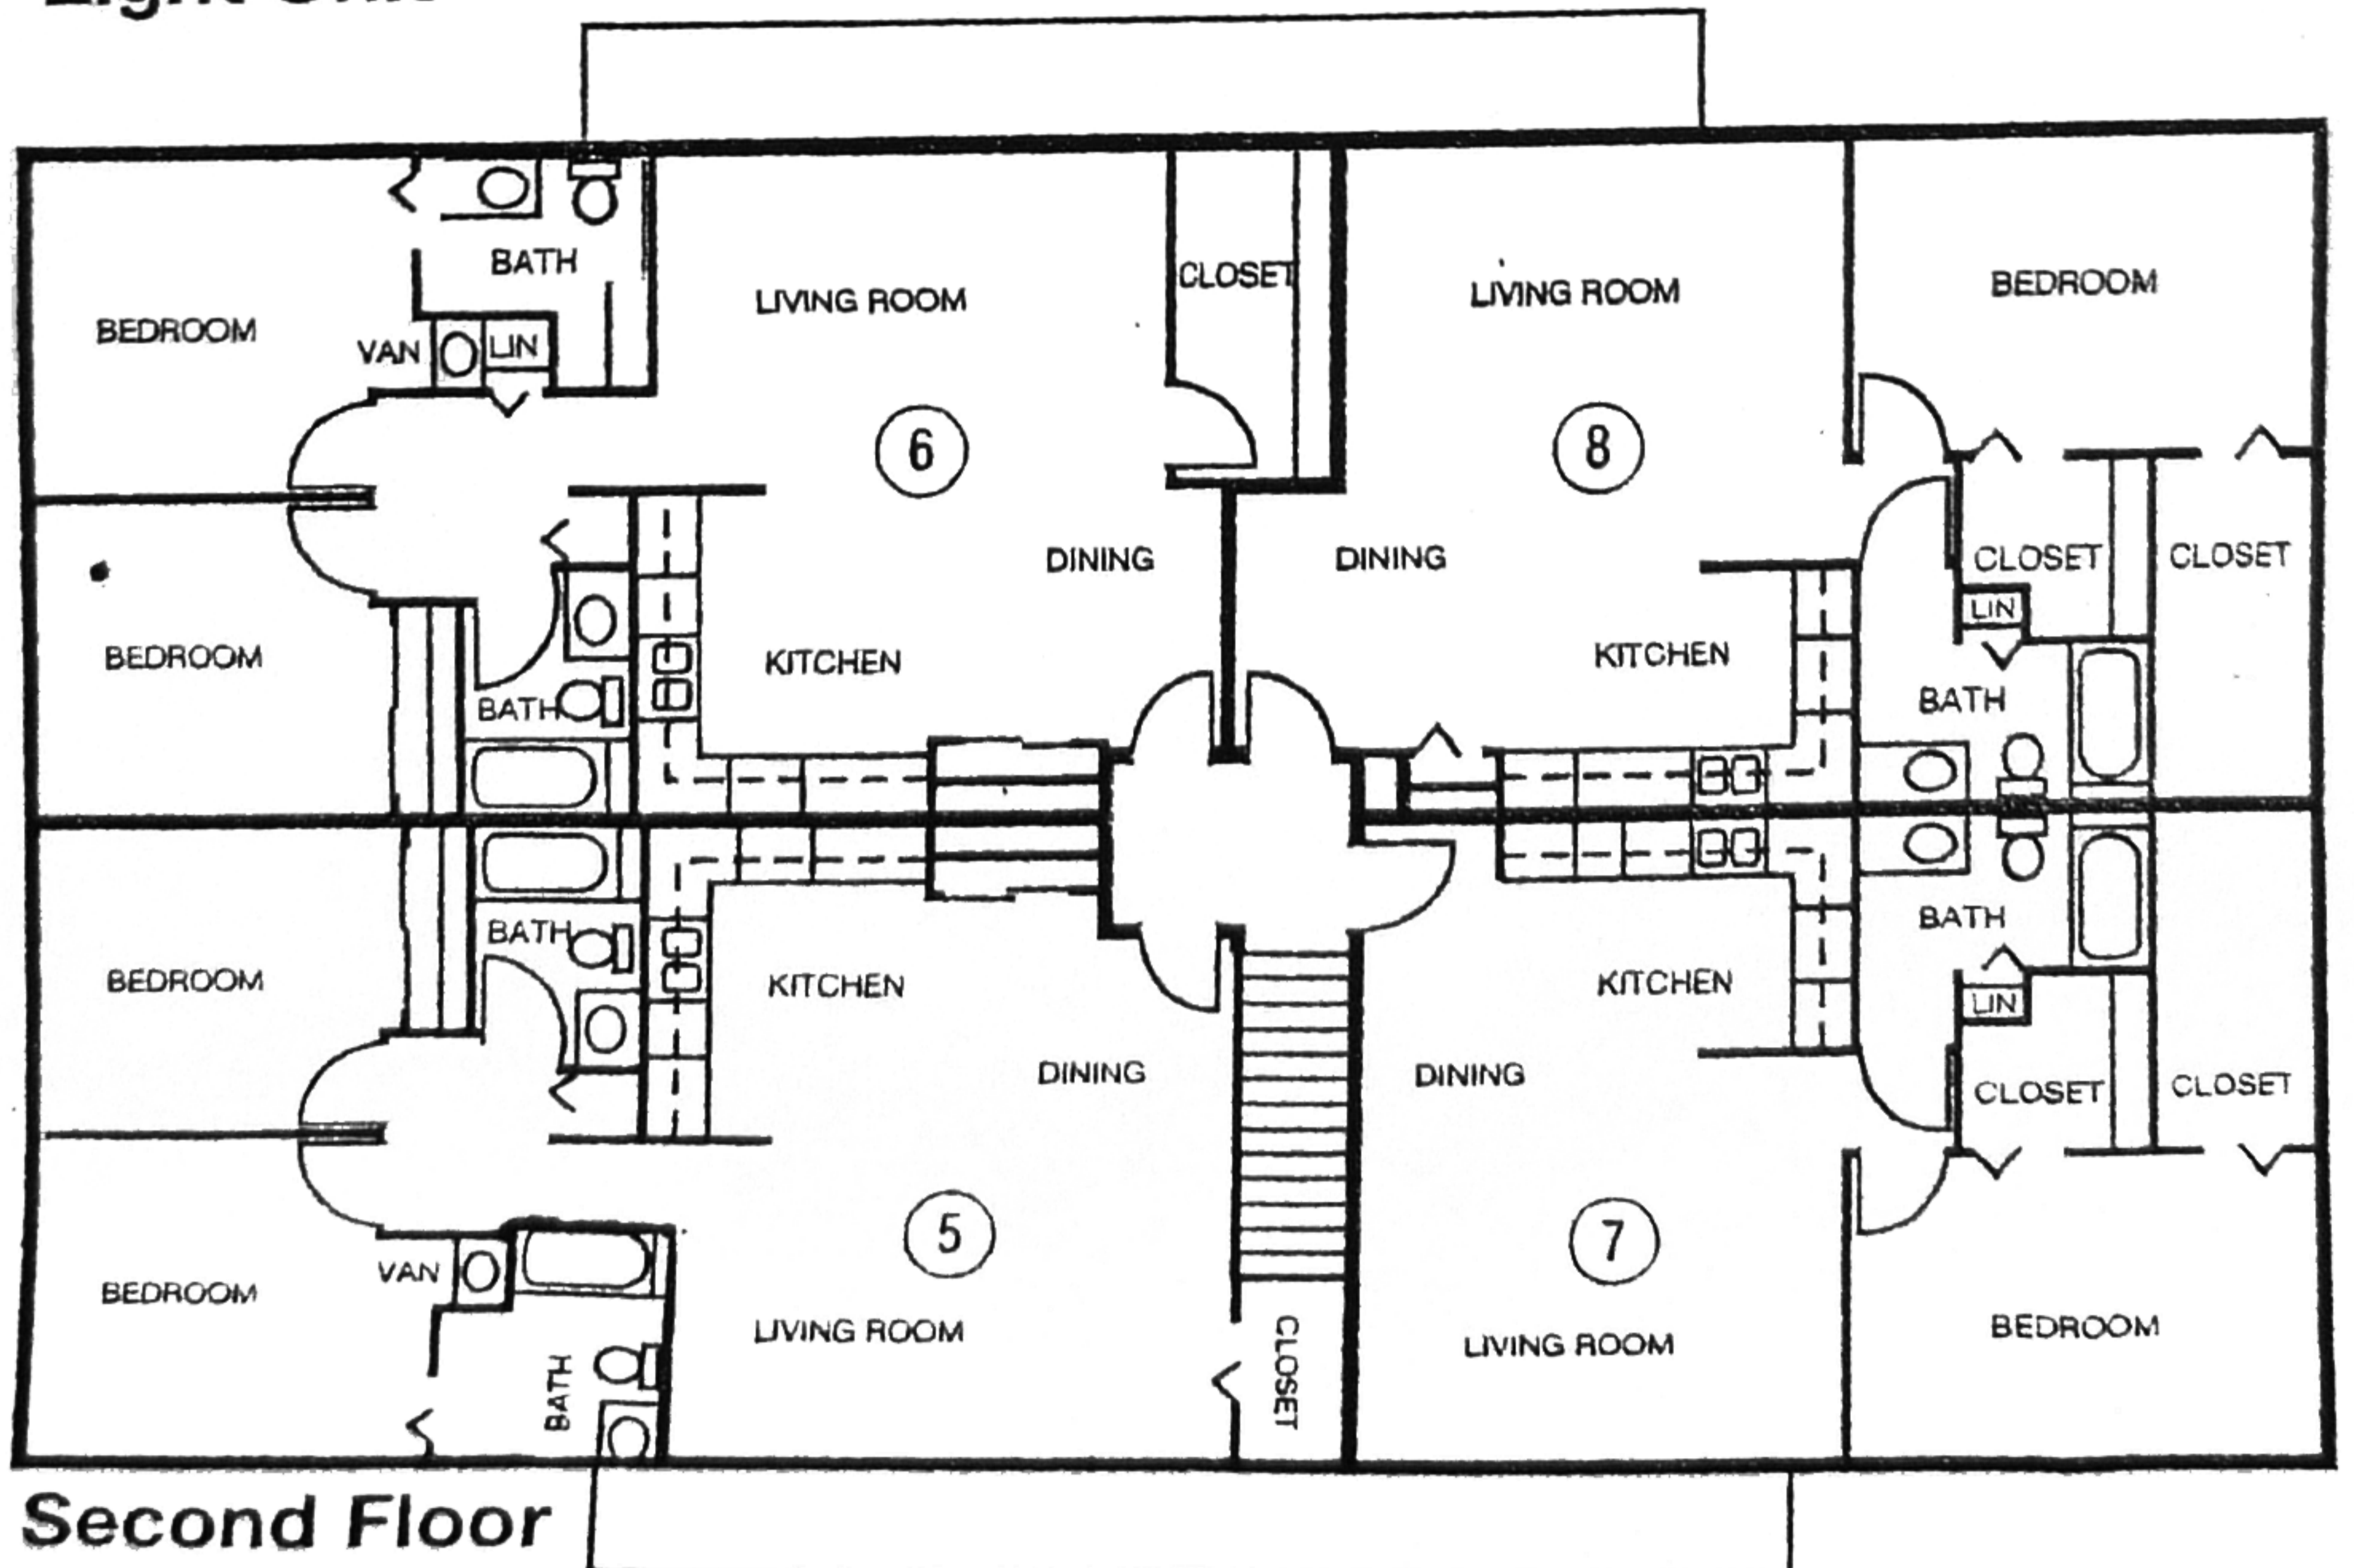 BATH
CLOSET
BEDROOM
LIVING ROOM
LIVING ROOM
BEDROOM
VAN
LIN
6
8
DINING
DINING
CLOSET
CLOSET
LIN
BEDROOM
KITCHEN
KITCHEN
BATH
BATH
BATH
BATH
BEDROOM
KITCHEN
KITCHEN
LIN
DINING
DINING
CLOSET
CLOSET
5
7
VAN
BEDROOM
LIVING ROOM
CLOSET
LIVING ROOM
BEDROOM
BATH
Second Floor